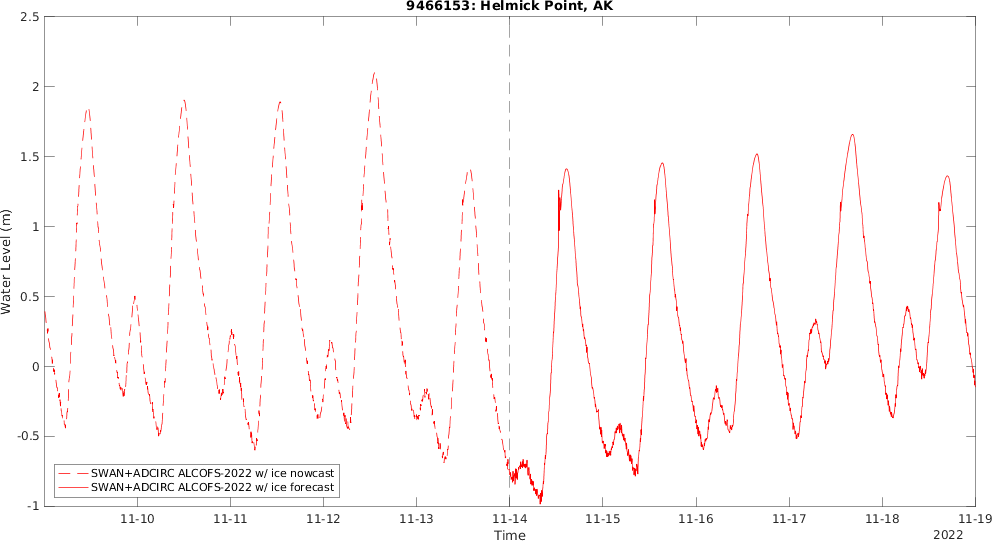 9466153: Helmick Point, AK
2.5
2
1.5
1
0.5
0
-0.5
-1
Water Level (m)
SWAN+ADCIRC ALCOFS-2022 w/ ice nowcast
SWAN+ADCIRC ALCOFS-2022 w/ ice forecast
11-10 11-11 11-12 11-13 11-14 11-15 11-16 11-17 11-18 11-19
Time
2022